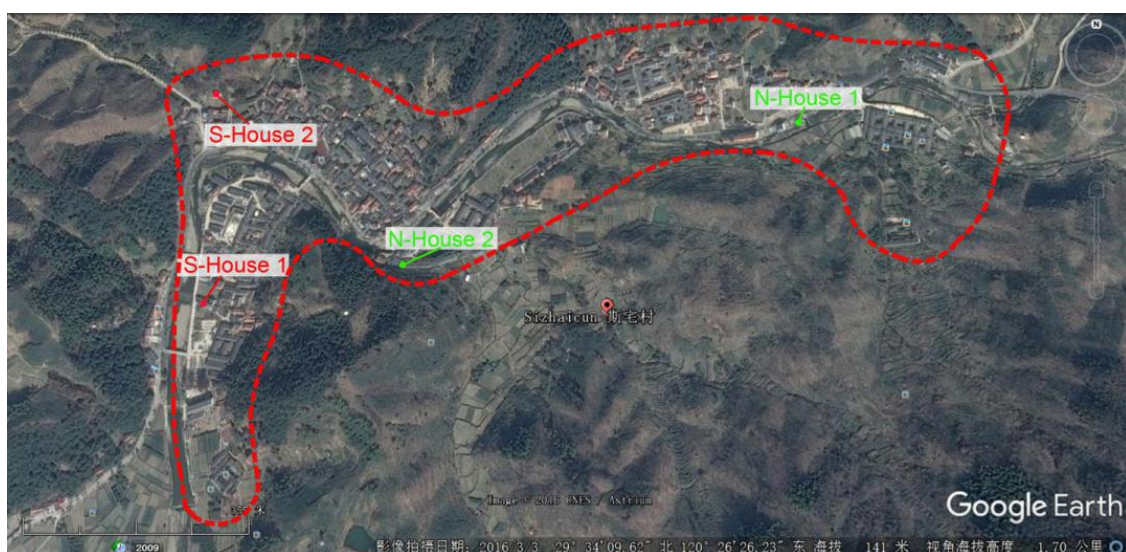 N
N-House 1
S-House 2
N-House 2
S-House 1
Sizhaicun 斯宅村
Image © 2016 CNES / Astrium
Google Earth
2009
影像拍摄日期: 2016/3/3 29°34'09.62" 北 120°26'26.23" 东 海拔 141 米 视角海拔高度 1.70 公里